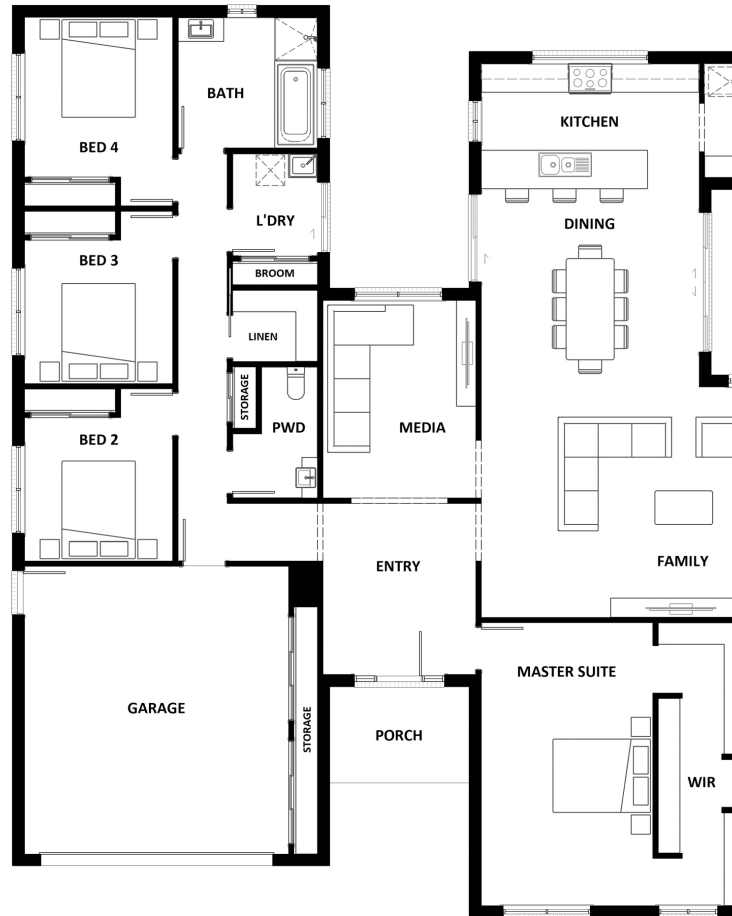 BATH
BED 4
KITCHEN
L'DRY
DINING
BED 3
BROOM
LINEN
STORAGE
PWD
MEDIA
BED 2
FAMILY
ENTRY
MASTER SUITE
GARAGE
STORAGE
PORCH
WIR